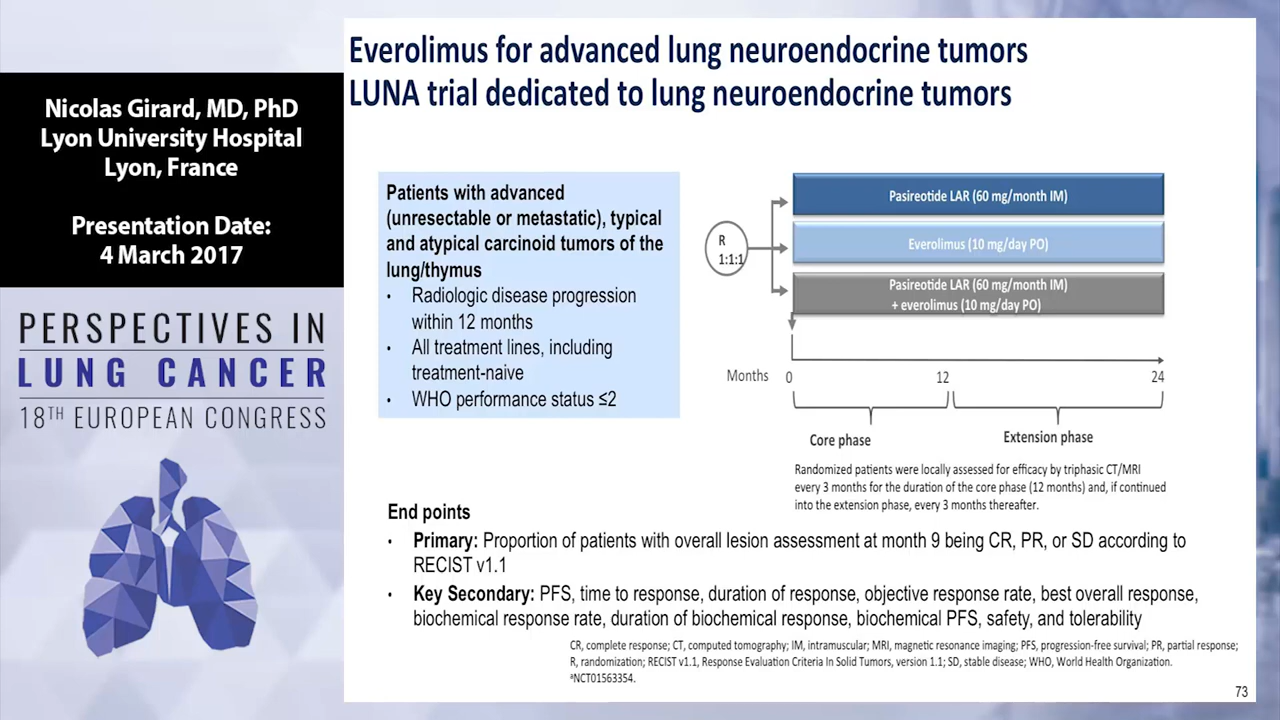 Nicolas Girard, MD, PhD
Lyon University Hospital
Lyon, France
Presentation Date:
4 March 2017
PERSPECTIVES IN
LUNG CANCER
18TH EUROPEAN CONGRESS
Everolimus for advanced lung neuroendocrine tumors
LUNA trial dedicated to lung neuroendocrine tumors
Patients with advanced
(unresectable or metastatic), typical
and atypical carcinoid tumors of the
lung/thymus
• Radiologic disease progression
within 12 months
• All treatment lines, including
treatment-naive
• WHO performance status ≤2
R
1:1:1
Pasireotide LAR (60 mg/month IM)
Everolimus (10 mg/day PO)
Pasireotide LAR (60 mg/month IM)
+ everolimus (10 mg/day PO)
Months 0 12 24
Core phase Extension phase
Randomized patients were locally assessed for efficacy by triphasic CT/MRI
every 3 months for the duration of the core phase (12 months) and, if continued
into the extension phase, every 3 months thereafter.
End points
• Primary: Proportion of patients with overall lesion assessment at month 9 being CR, PR, or SD according to
RECIST v1.1
• Key Secondary: PFS, time to response, duration of response, objective response rate, best overall response,
biochemical response rate, duration of biochemical response, biochemical PFS, safety, and tolerability
CR, complete response; CT, computed tomography; IM, intramuscular; MRI, magnetic resonance imaging; PFS, progression-free survival; PR, partial response;
R, randomization; RECIST v1.1, Response Evaluation Criteria In Solid Tumors, version 1.1; SD, stable disease; WHO, World Health Organization.
ᵃNCT01563354.
73